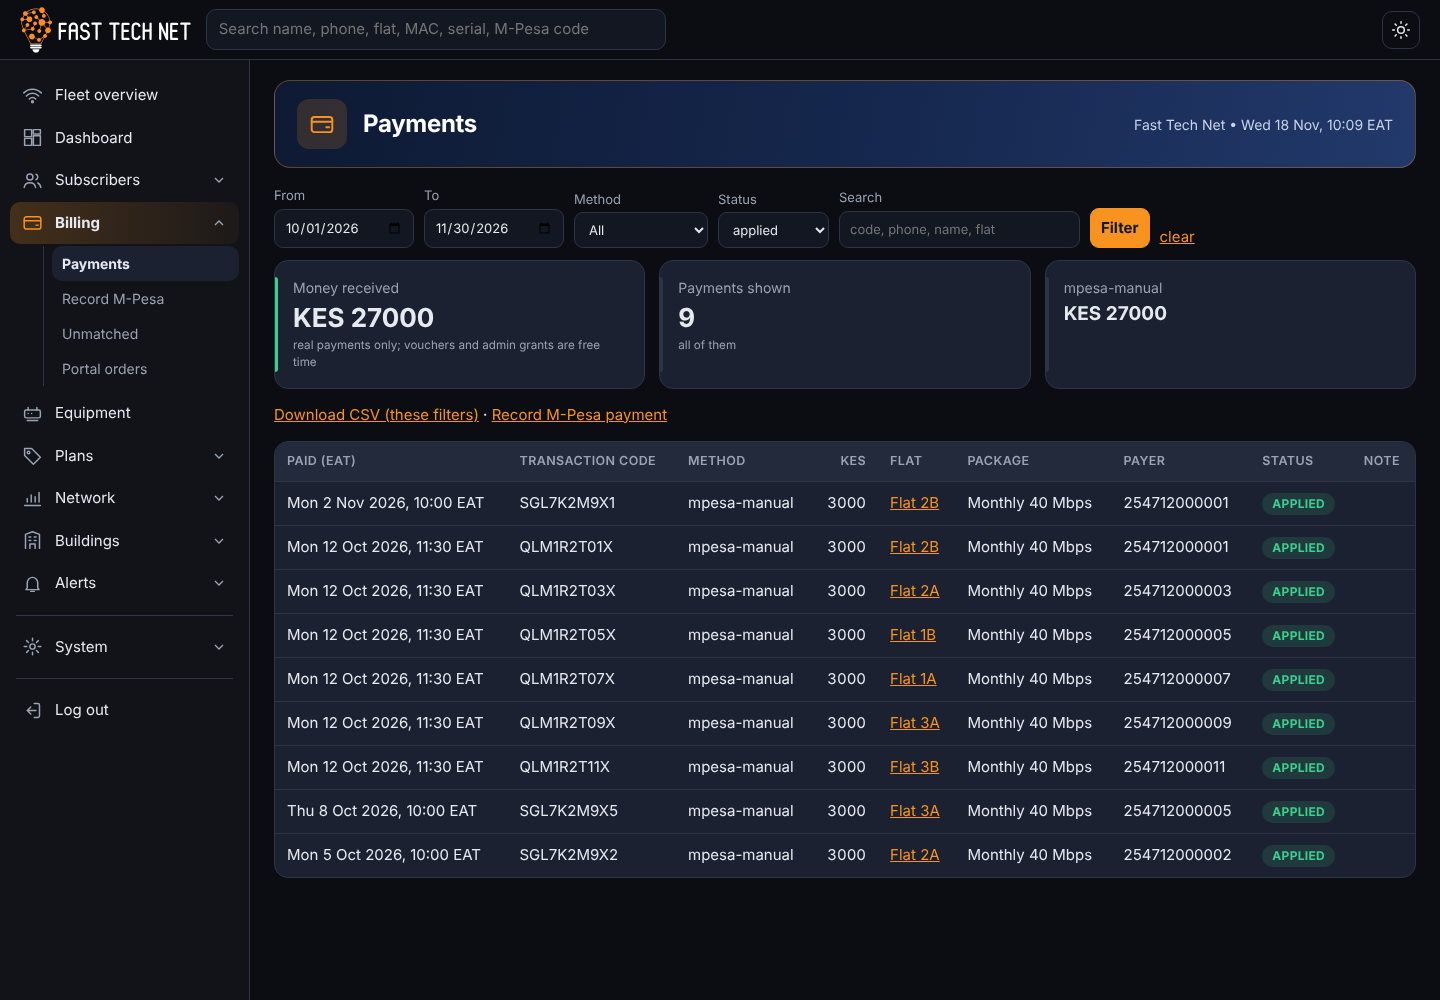 FAST TECH NET
Search name, phone, flat, MAC, serial, M-Pesa code
Fleet overview
Dashboard
Subscribers
Billing
Payments
Record M-Pesa
Unmatched
Portal orders
Equipment
Plans
Network
Buildings
Alerts
System
Log out
Payments
Fast Tech Net • Wed 18 Nov, 10:09 EAT
From To Method Status Search
10/01/2026 11/30/2026 All applied code, phone, name, flat Filter clear
Money received
KES 27000
real payments only; vouchers and admin grants are free
time
Payments shown
9
all of them
mpesa-manual
KES 27000
Download CSV (these filters) · Record M-Pesa payment
PAID (EAT) TRANSACTION CODE METHOD KES FLAT PACKAGE PAYER STATUS NOTE
Mon 2 Nov 2026, 10:00 EAT SGL7K2M9X1 mpesa-manual 3000 Flat 2B Monthly 40 Mbps 254712000001 APPLIED
Mon 12 Oct 2026, 11:30 EAT QLM1R2T01X mpesa-manual 3000 Flat 2B Monthly 40 Mbps 254712000001 APPLIED
Mon 12 Oct 2026, 11:30 EAT QLM1R2T03X mpesa-manual 3000 Flat 2A Monthly 40 Mbps 254712000003 APPLIED
Mon 12 Oct 2026, 11:30 EAT QLM1R2T05X mpesa-manual 3000 Flat 1B Monthly 40 Mbps 254712000005 APPLIED
Mon 12 Oct 2026, 11:30 EAT QLM1R2T07X mpesa-manual 3000 Flat 1A Monthly 40 Mbps 254712000007 APPLIED
Mon 12 Oct 2026, 11:30 EAT QLM1R2T09X mpesa-manual 3000 Flat 3A Monthly 40 Mbps 254712000009 APPLIED
Mon 12 Oct 2026, 11:30 EAT QLM1R2T11X mpesa-manual 3000 Flat 3B Monthly 40 Mbps 254712000011 APPLIED
Thu 8 Oct 2026, 10:00 EAT SGL7K2M9X5 mpesa-manual 3000 Flat 3A Monthly 40 Mbps 254712000005 APPLIED
Mon 5 Oct 2026, 10:00 EAT SGL7K2M9X2 mpesa-manual 3000 Flat 2A Monthly 40 Mbps 254712000002 APPLIED